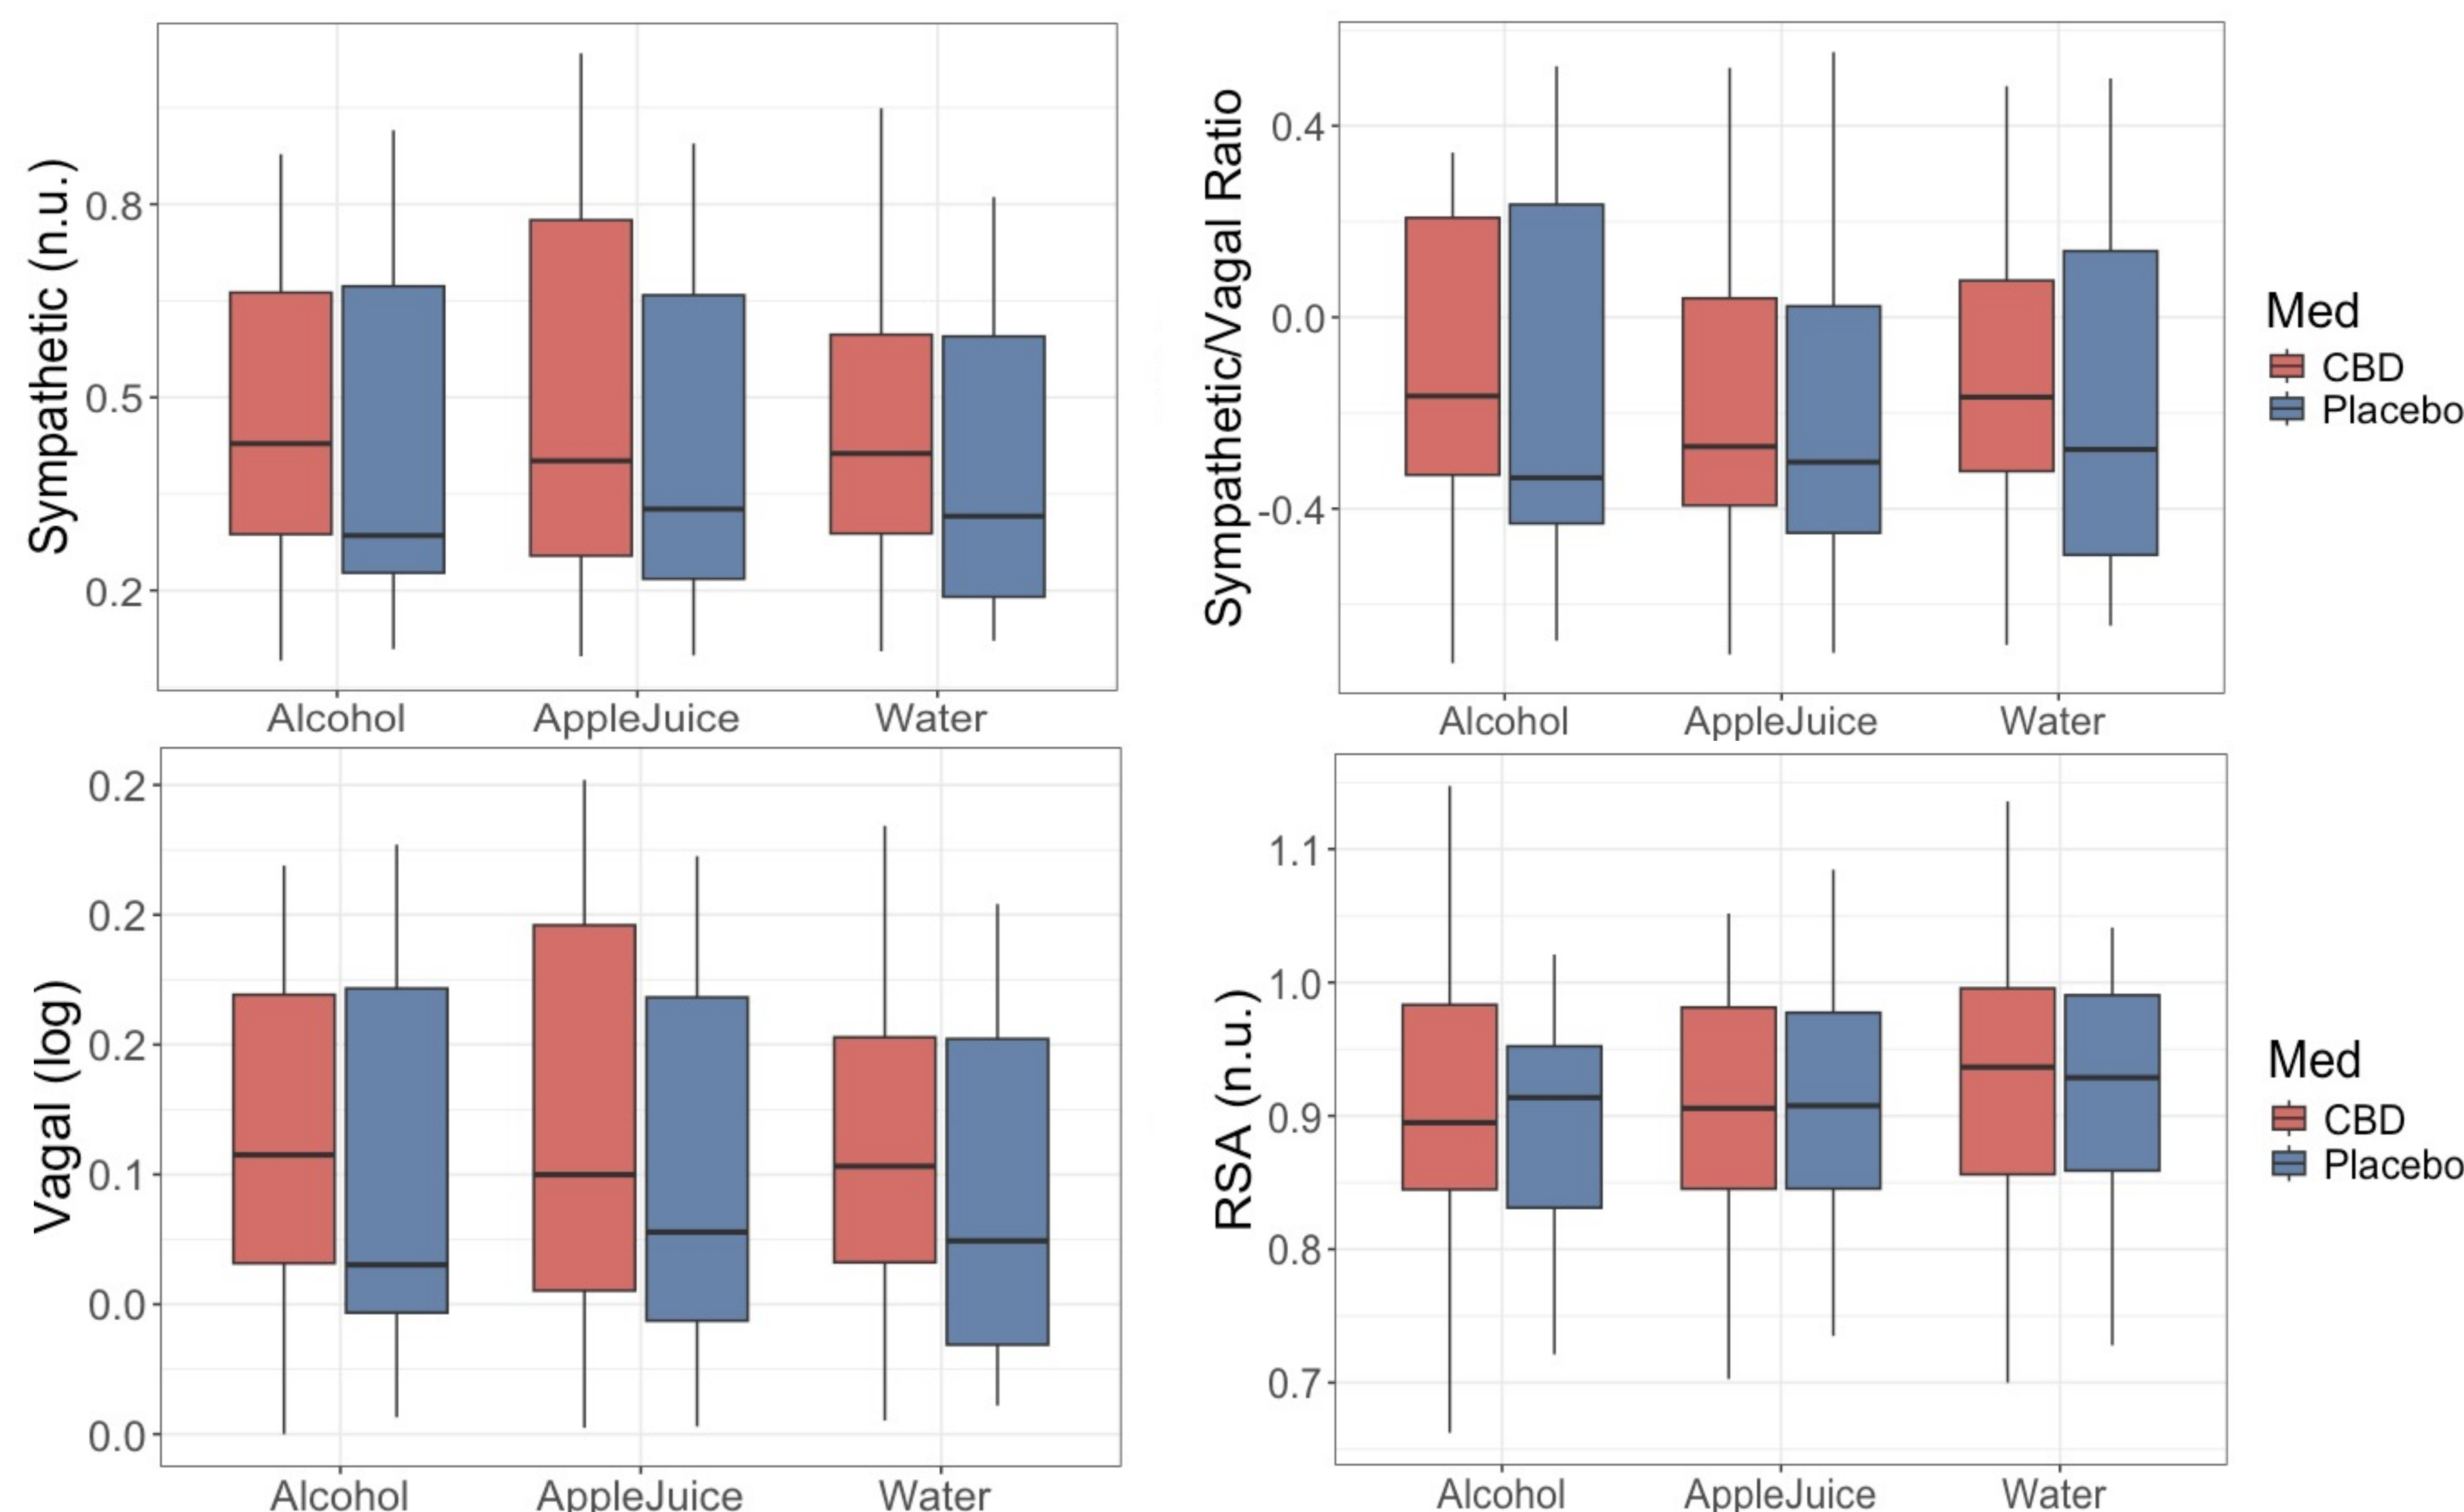 Sympathetic (n.u.)
0.8
0.5
0.2
Alcohol AppleJuice Water
Sympathetic/Vagal Ratio
0.4
0.0
-0.4
Alcohol AppleJuice Water
Med
CBD
Placebo
Vagal (log)
0.2
0.2
0.2
0.1
0.0
0.0
Alcohol AppleJuice Water
RSA (n.u.)
1.1
1.0
0.9
0.8
0.7
Alcohol AppleJuice Water
Med
CBD
Placebo